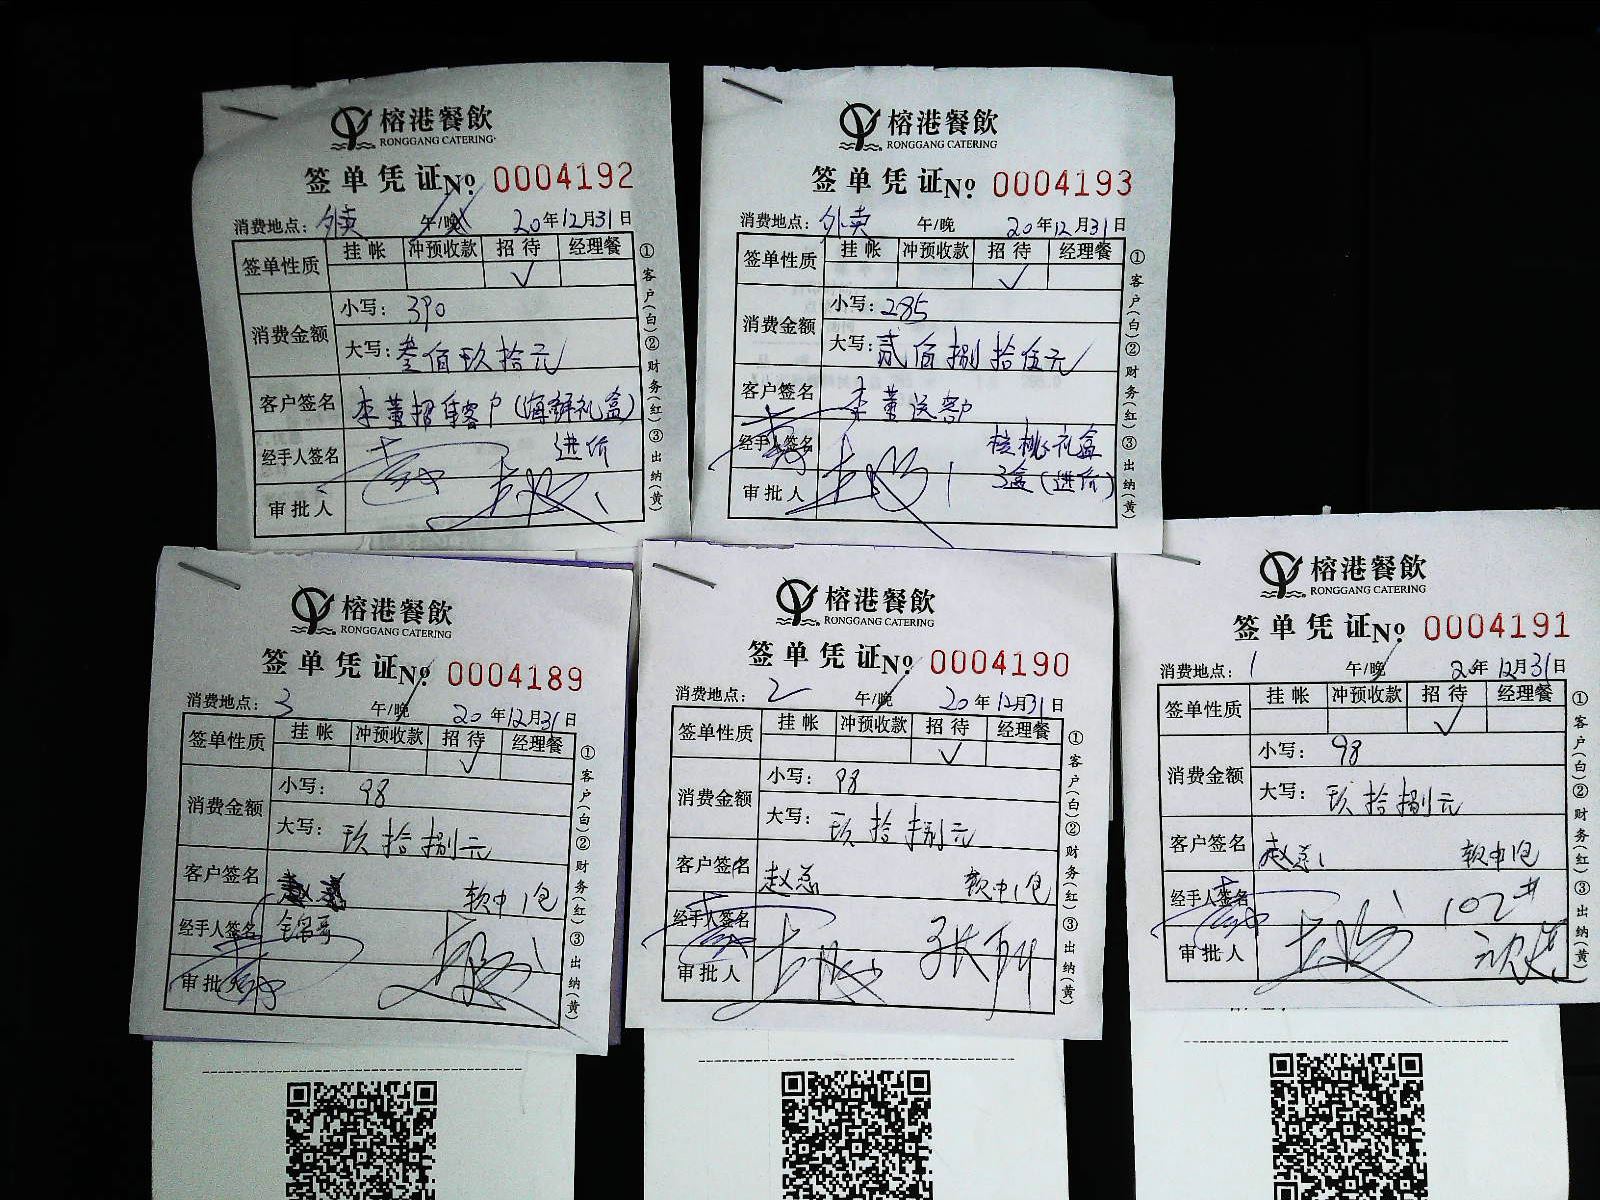 榕港餐飲
RONGGANG CATERING
签单凭证№ 0004192
消费地点：外卖 午/晚 20年12月31日
签单性质 挂帐 冲预收款 招待 经理餐
✓
消费金额 小写：390
大写：叁佰玖拾元
客户签名 李董招待客户（海鲜礼盒）
经手人签名 进价
审批人
①客户(白)②财务(红)③出纳(黄)
榕港餐飲
RONGGANG CATERING
签单凭证№ 0004193
消费地点：外卖 午/晚 20年12月31日
签单性质 挂帐 冲预收款 招待 经理餐
✓
消费金额 小写：285
大写：贰佰捌拾伍元
客户签名 李董送客户
经手人签名 核桃礼盒
审批人 3盒（进价）
①客户(白)②财务(红)③出纳(黄)
榕港餐飲
RONGGANG CATERING
签单凭证№ 0004189
消费地点：3 午/晚 20年12月31日
签单性质 挂帐 冲预收款 招待 经理餐
✓
消费金额 小写：98
大写：玖拾捌元
客户签名 软中1包
经手人签名
审批人
①客户(白)②财务(红)③出纳(黄)
榕港餐飲
RONGGANG CATERING
签单凭证№ 0004190
消费地点：2 午/晚 20年12月31日
签单性质 挂帐 冲预收款 招待 经理餐
✓
消费金额 小写：98
大写：玖拾捌元
客户签名 赵总 软中1包
经手人签名
审批人
①客户(白)②财务(红)③出纳(黄)
榕港餐飲
RONGGANG CATERING
签单凭证№ 0004191
消费地点：1 午/晚 20年12月31日
签单性质 挂帐 冲预收款 招待 经理餐
✓
消费金额 小写：98
大写：玖拾捌元
客户签名 赵总 软中1包
经手人签名 102#
审批人
①客户(白)②财务(红)③出纳(黄)